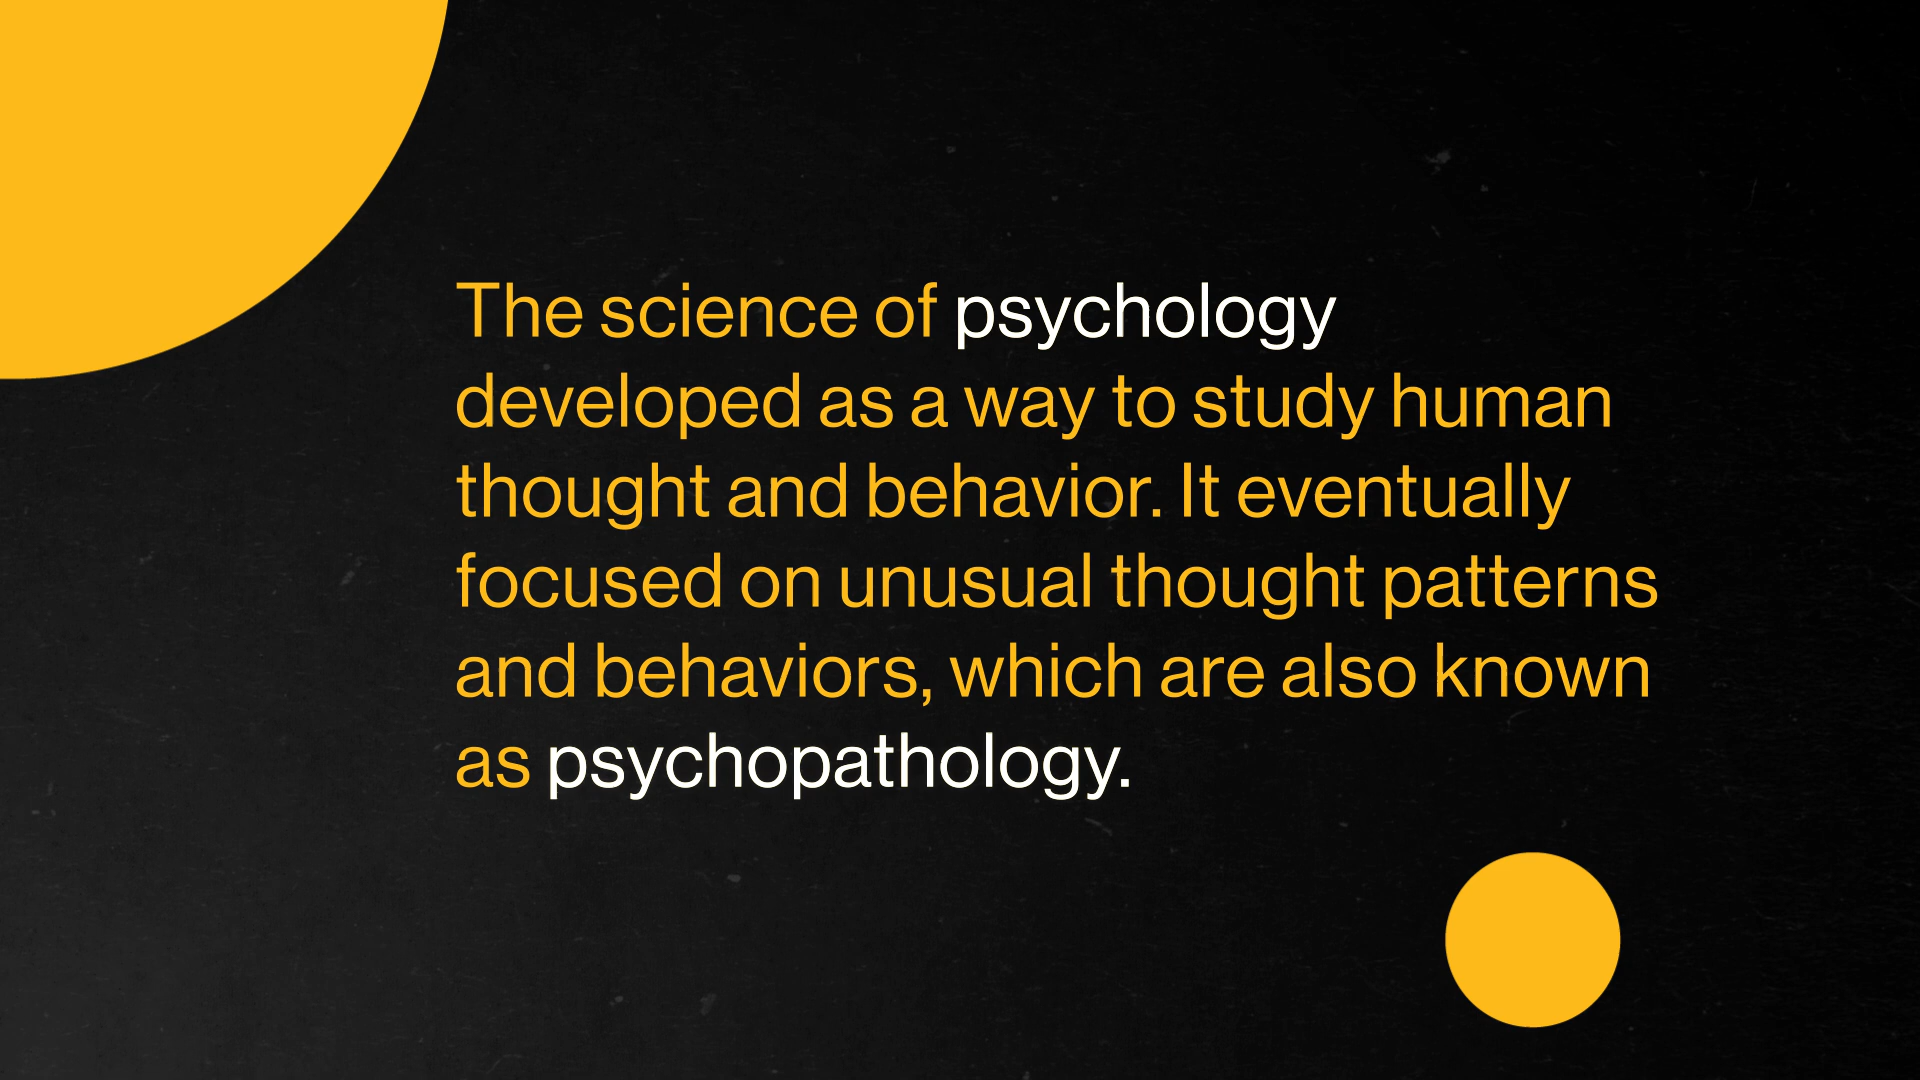 The science of psychology
developed as a way to study human
thought and behavior. It eventually
focused on unusual thought patterns
and behaviors, which are also known
as psychopathology.